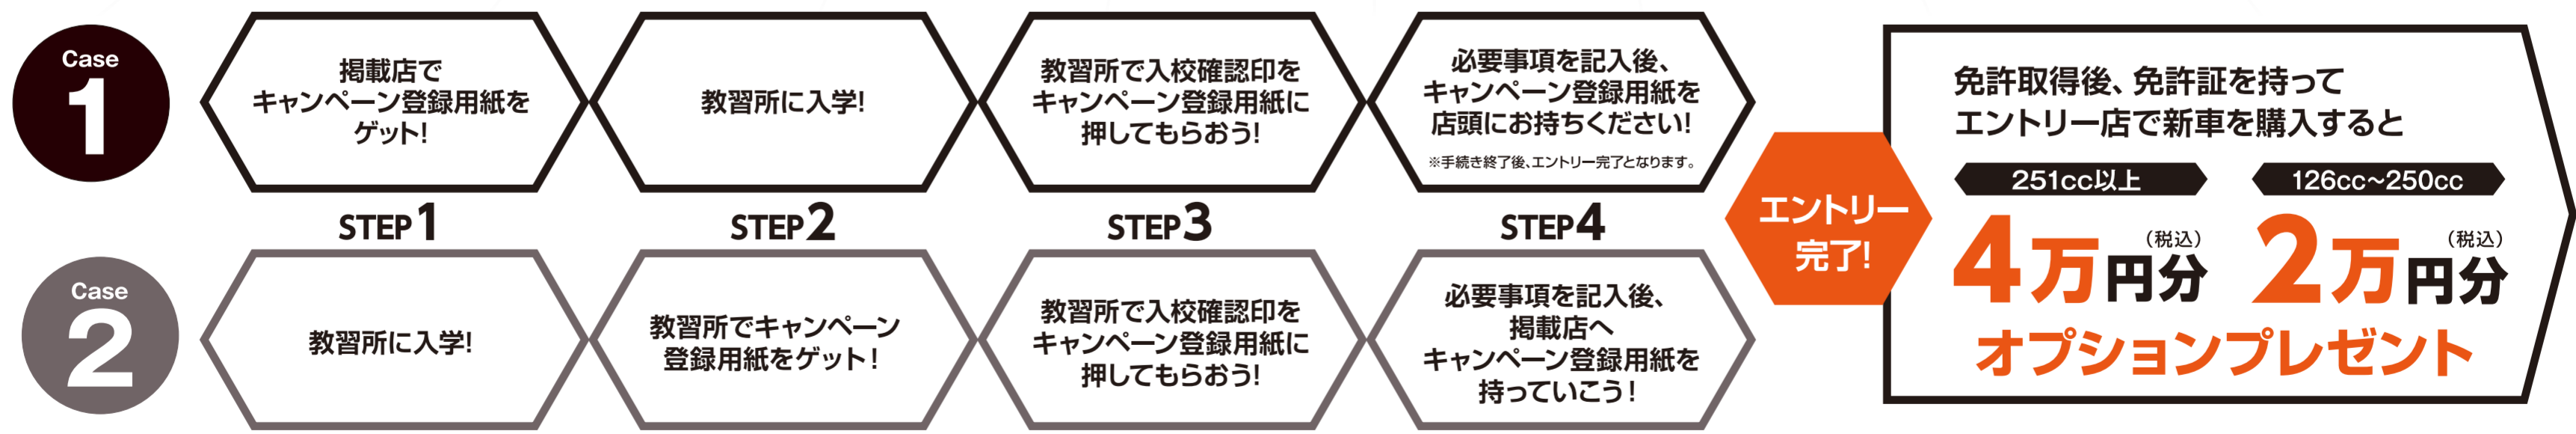 Case
1
掲載店で
キャンペーン登録用紙を
ゲット!
教習所に入学!
教習所で入校確認印を
キャンペーン登録用紙に
押してもらおう!
必要事項を記入後、
キャンペーン登録用紙を
店頭にお持ちください!
※手続き終了後、エントリー完了となります。
STEP1
STEP2
STEP3
STEP4
Case
2
教習所に入学!
教習所でキャンペーン
登録用紙をゲット!
教習所で入校確認印を
キャンペーン登録用紙に
押してもらおう!
必要事項を記入後、
掲載店へ
キャンペーン登録用紙を
持っていこう!
エントリー
完了!
免許取得後、免許証を持って
エントリー店で新車を購入すると
251cc以上
4万円分(税込)
126cc~250cc
2万円分(税込)
オプションプレゼント